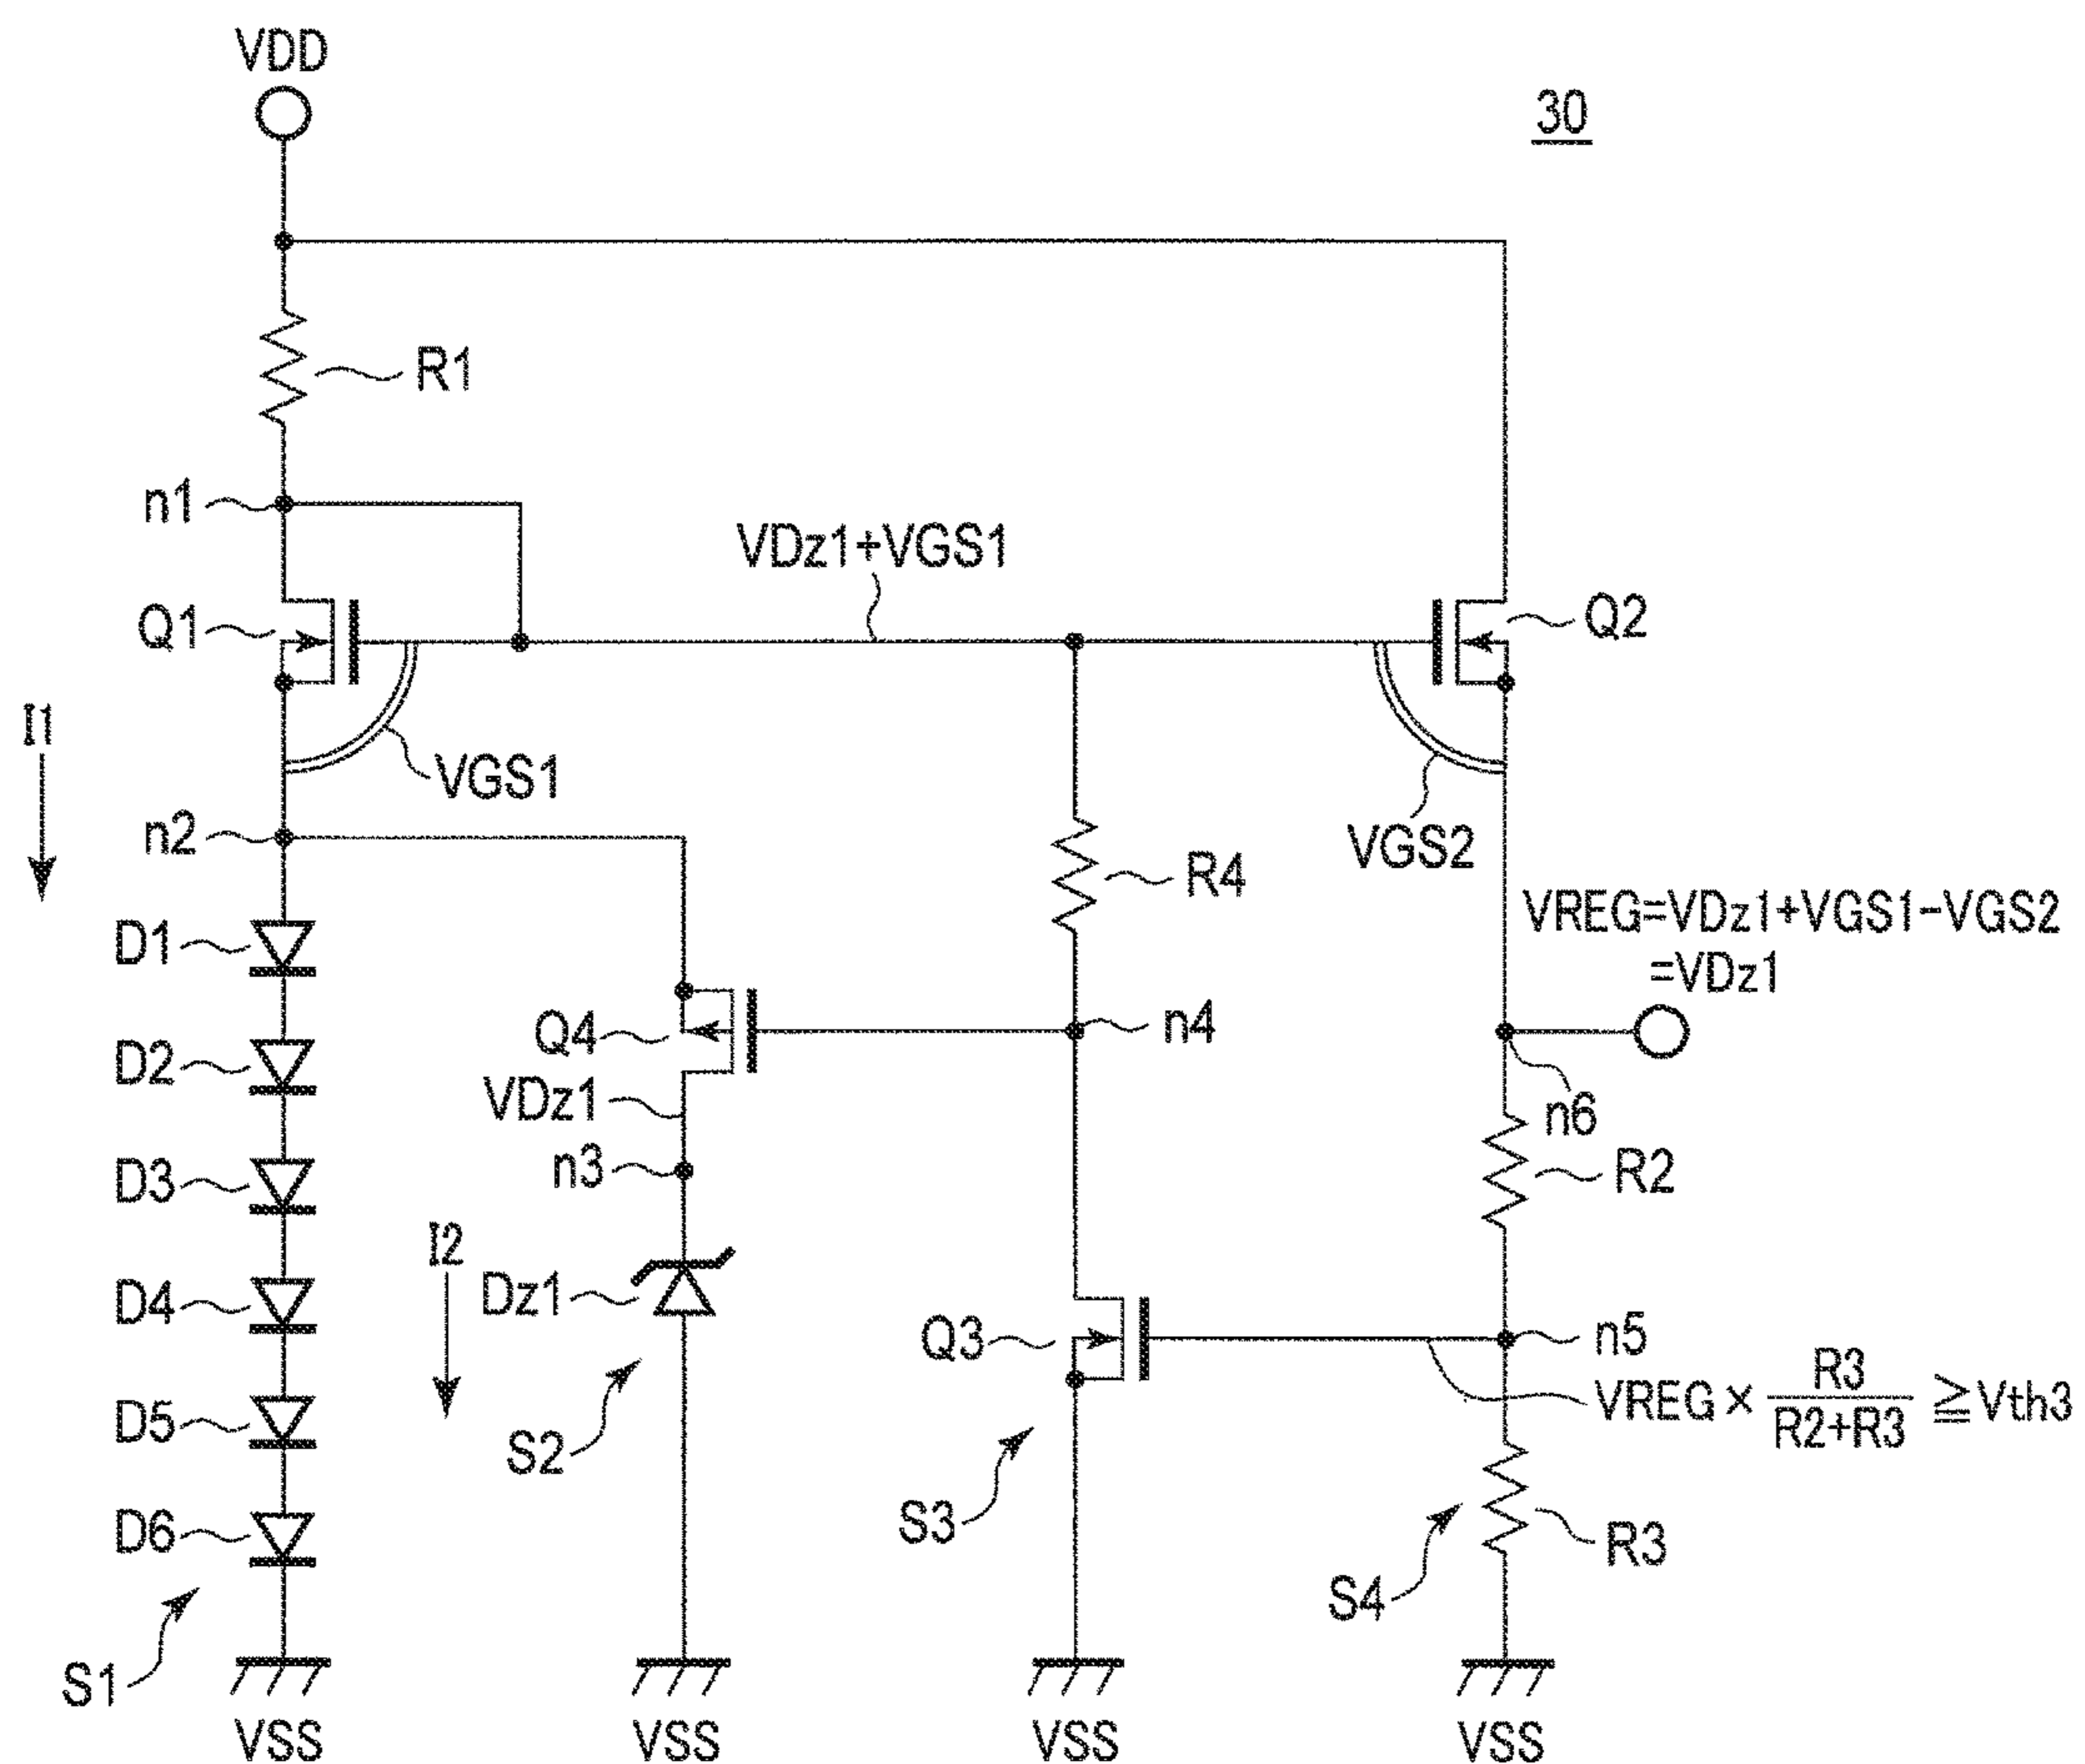 VDD
30
R1
n1
VDz1+VGS1
Q1
Q2
I1
VGS1
n2
VGS2
R4
VREG=VDz1+VGS1-VGS2
=VDz1
D1
Q4
n4
D2
VDz1
n6
n3
R2
D3
I2
D4
Dz1
Q3
n5
VREG × R3/R2+R3 ≧ Vth3
D5
S2
S3
D6
S4
R3
S1
VSS
VSS
VSS
VSS